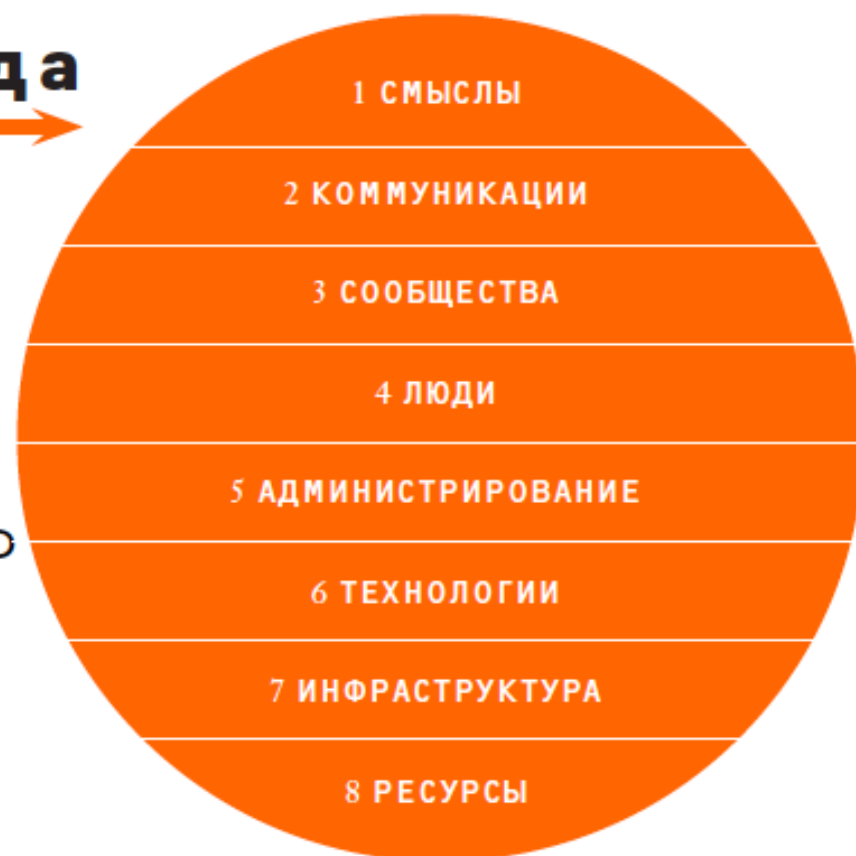 да
1 СМЫСЛЫ
2 КОММУНИКАЦИИ
3 СООБЩЕСТВА
4 ЛЮДИ
5 АДМИНИСТРИРОВАНИЕ
6 ТЕХНОЛОГИИ
7 ИНФРАСТРУКТУРА
8 РЕСУРСЫ